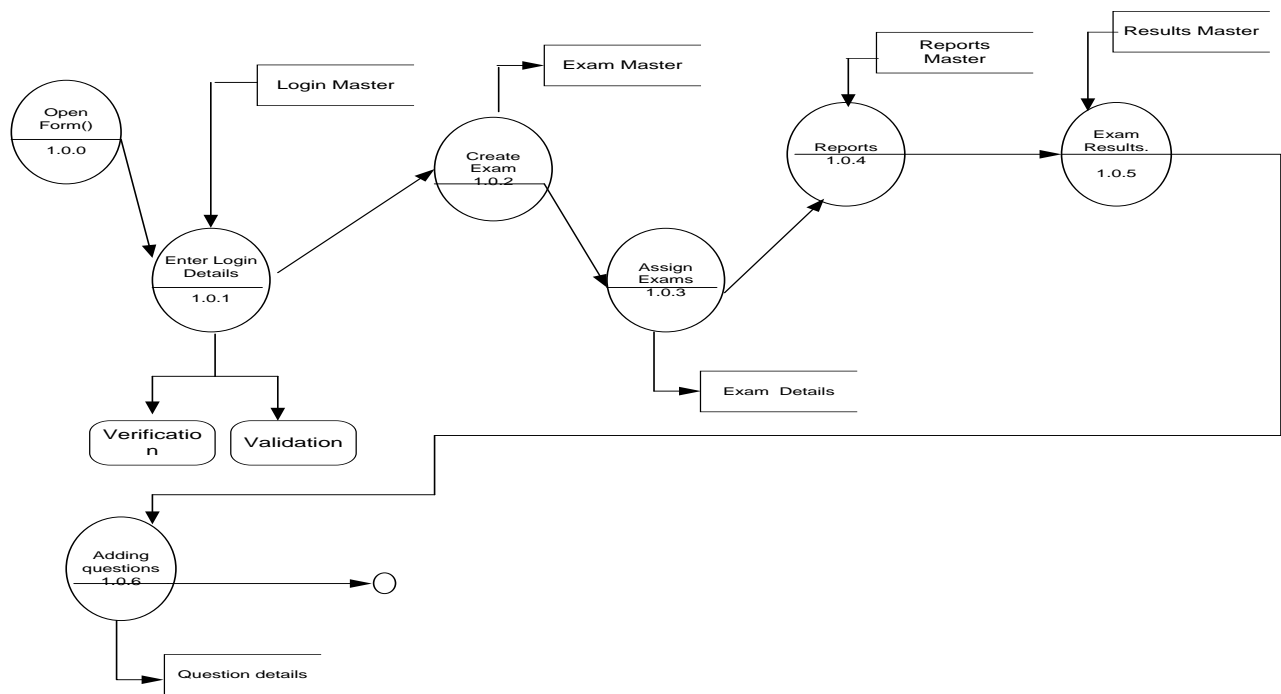 Open
Form()
1.0.0
Login Master
Enter Login
Details
1.0.1
Verificatio
n
Validation
Exam Master
Create
Exam
1.0.2
Assign
Exams
1.0.3
Exam Details
Reports
Master
Reports
1.0.4
Results Master
Exam
Results.
1.0.5
Adding
questions
1.0.6
Question details